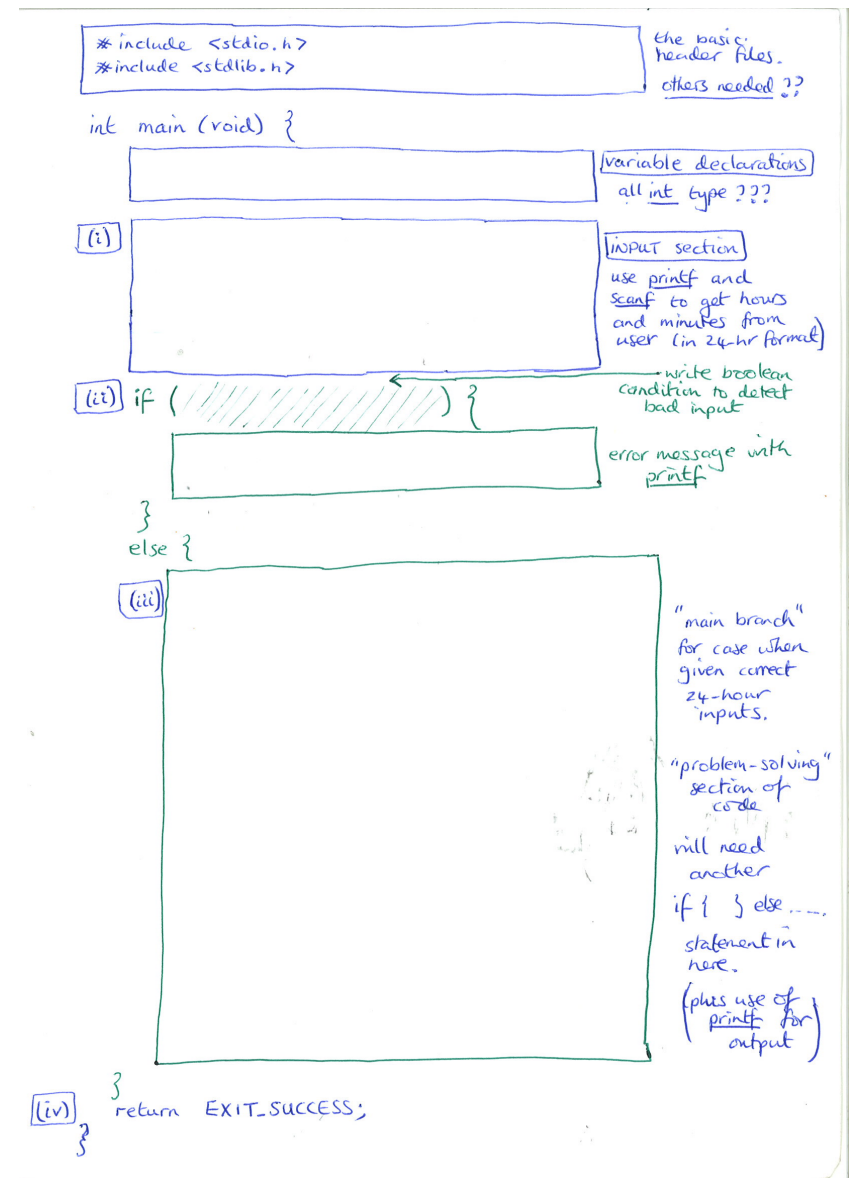 #include <stdio.h>
#include <stdlib.h>
the basic
header files.
others needed ??
int main (void) {
variable declarations
all int type ???
(i)
INPUT section
use printf and
scanf to get hours
and minutes from
user (in 24-hr format)
(ii) if ( ) {
write boolean
condition to detect
bad input
error message with
printf
}
else {
(iii)
"main branch"
for case when
given correct
24-hour
inputs.
"problem-solving"
section of
code
will need
another
if { } else .....
statement in
here.
(plus use of
printf for
output)
}
(iv) return EXIT_SUCCESS;
}